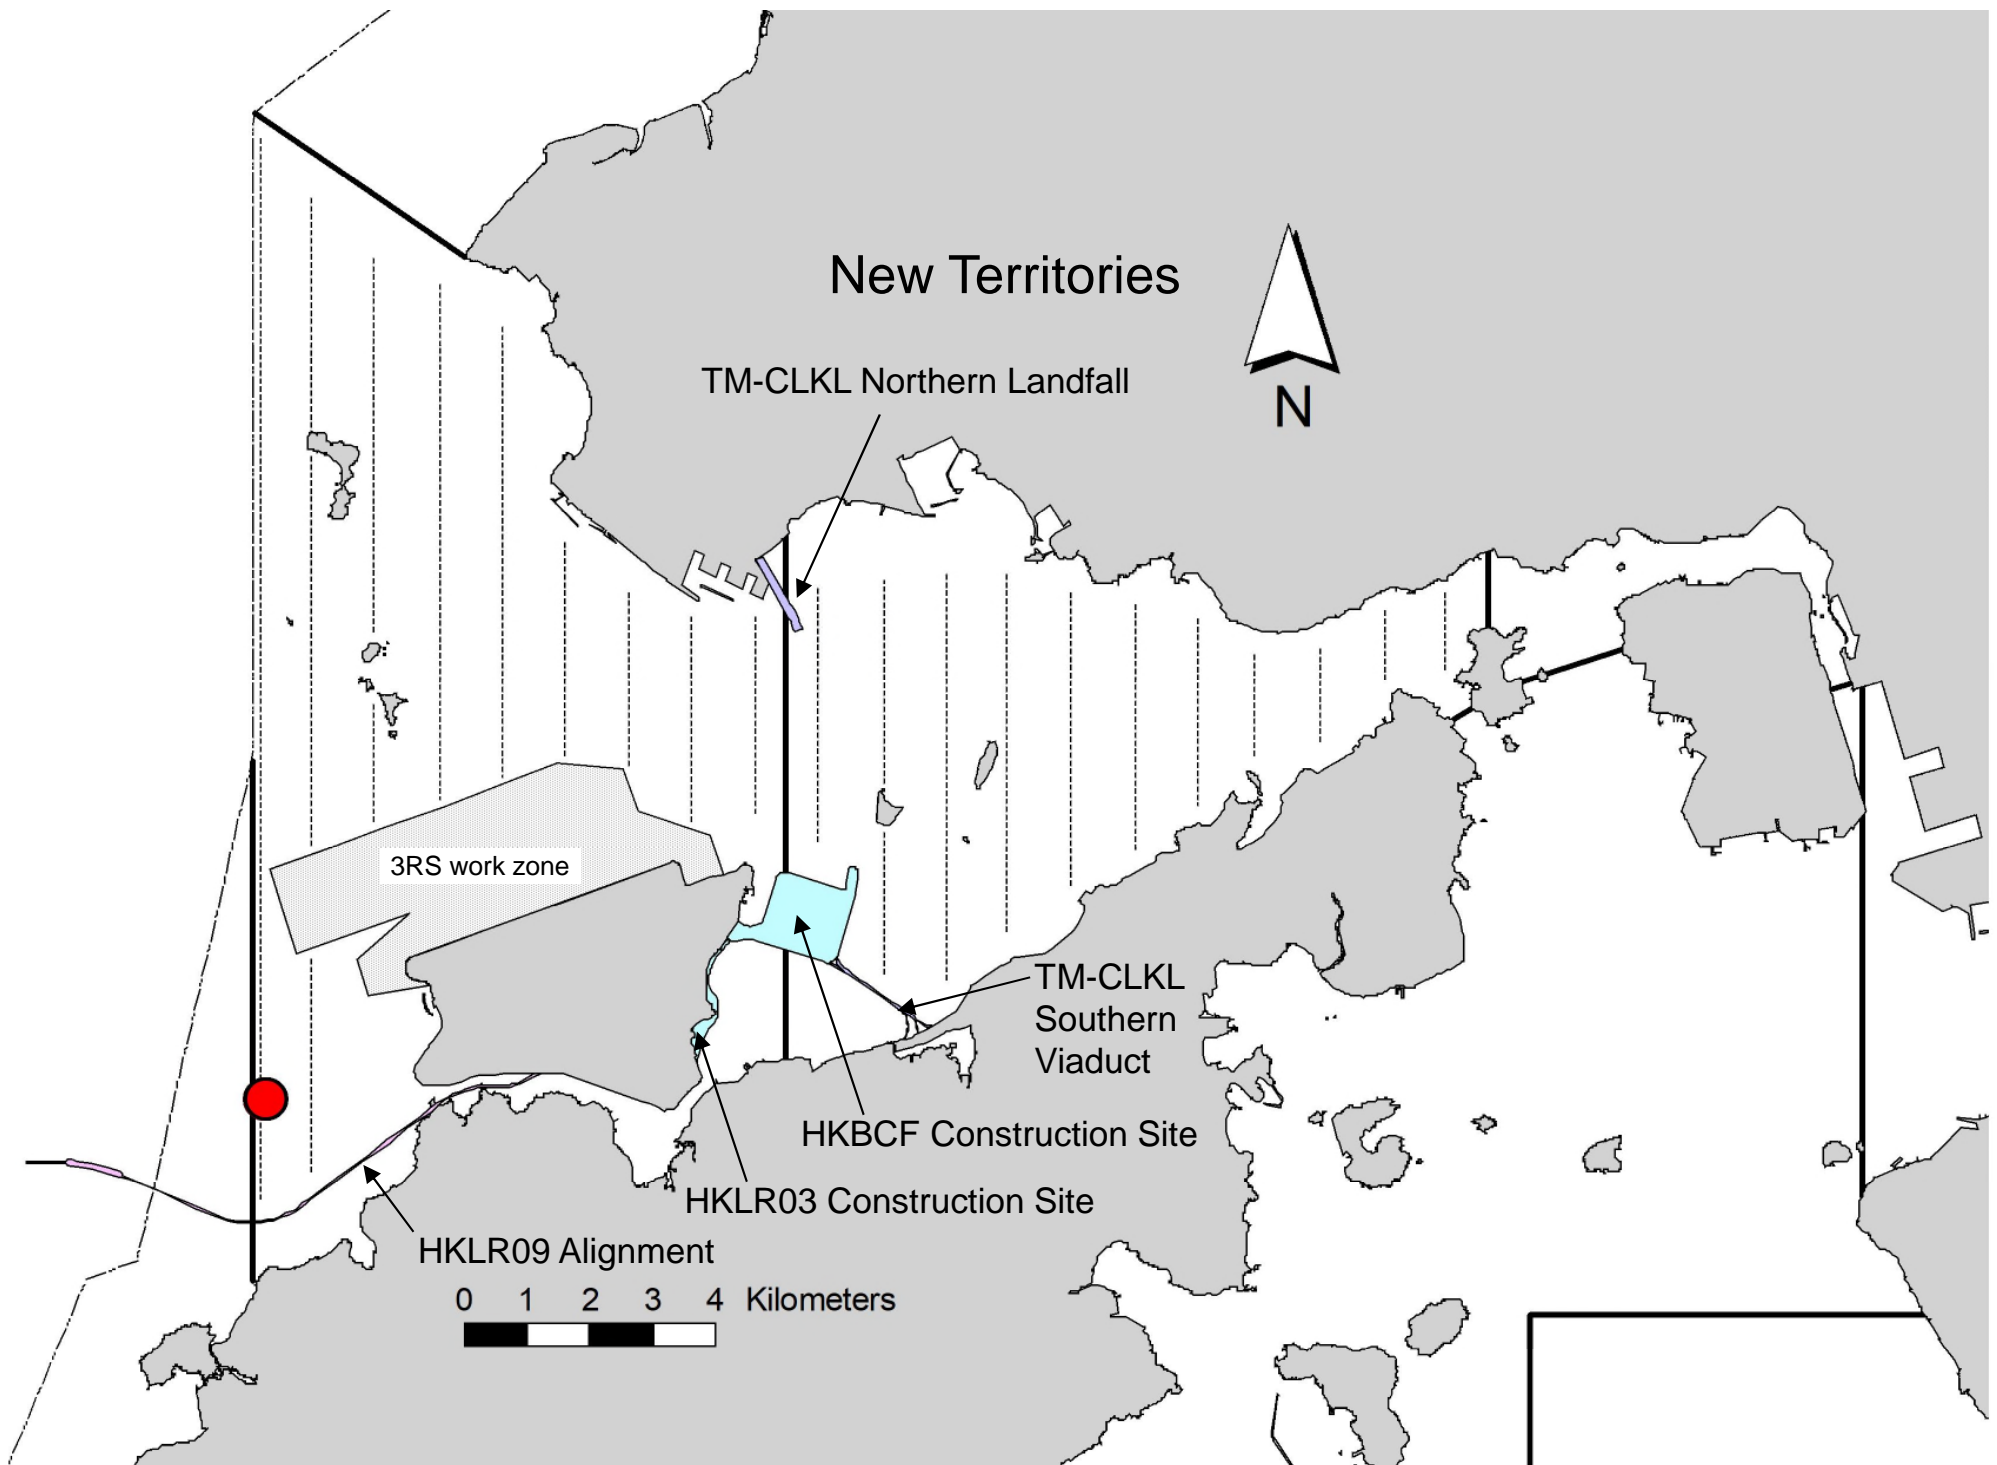 New Territories
TM-CLKL Northern Landfall
N
3RS work zone
TM-CLKL
Southern
Viaduct
HKBCF Construction Site
HKLR03 Construction Site
HKLR09 Alignment
0 1 2 3 4 Kilometers